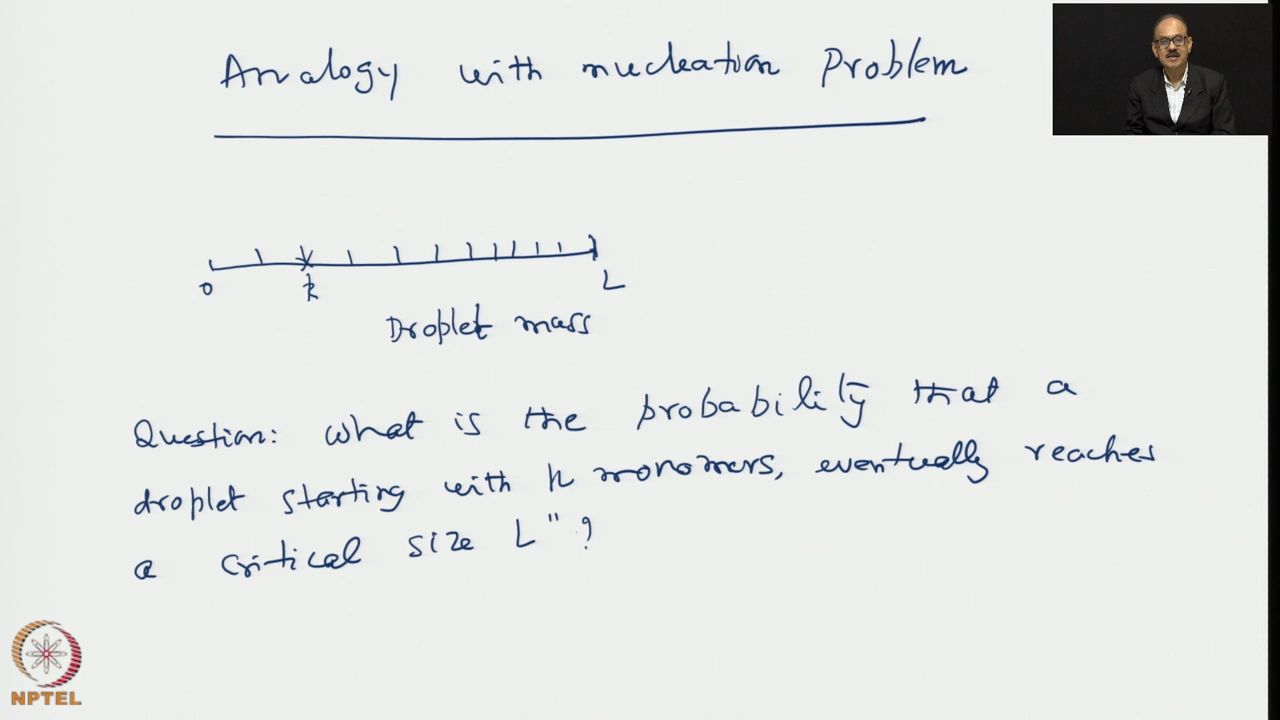 Analogy with nucleation Problem
0 k L
Droplet mass
Question: What is the probability that a
droplet starting with k monomers, eventually reaches
a critical size L" ?
NPTEL